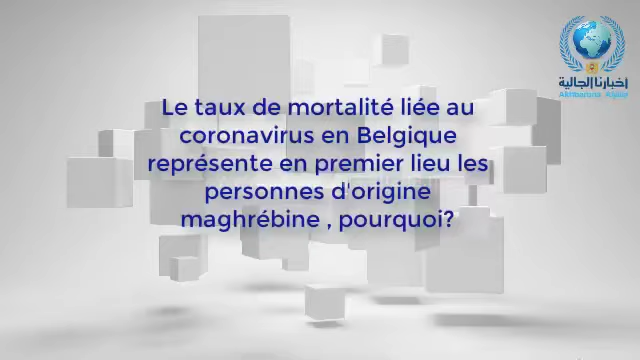 أخبارنا الجالية
Le taux de mortalité liée au
coronavirus en Belgique
représente en premier lieu les
personnes d'origine
maghrébine , pourquoi?